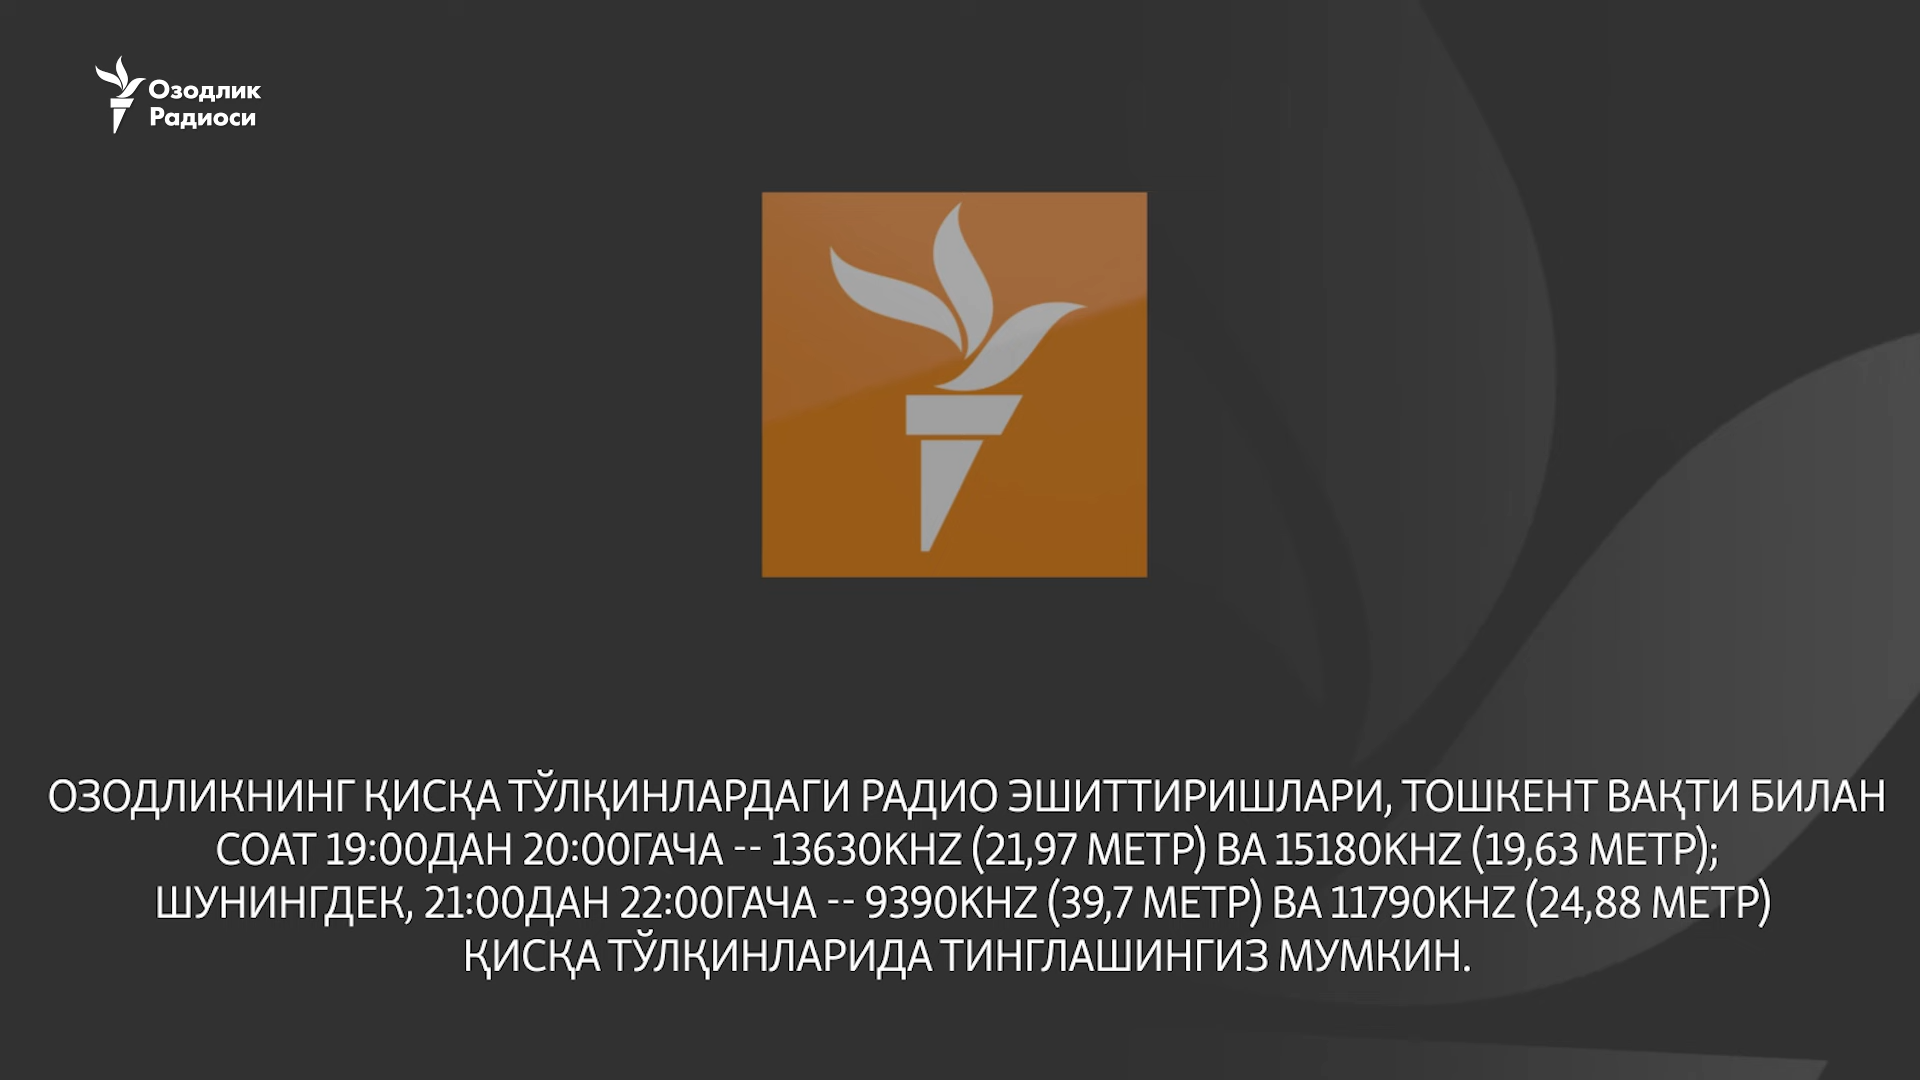 Озодлик
Радиоси
ОЗОДЛИКНИНГ ҚИСҚА ТЎЛҚИНЛАРДАГИ РАДИО ЭШИТТИРИШЛАРИ, ТОШКЕНТ ВАҚТИ БИЛАН
СОАТ 19:00ДАН 20:00ГАЧА -- 13630KHZ (21,97 МЕТР) ВА 15180KHZ (19,63 МЕТР);
ШУНИНГДЕК, 21:00ДАН 22:00ГАЧА -- 9390KHZ (39,7 МЕТР) ВА 11790KHZ (24,88 МЕТР)
ҚИСҚА ТЎЛҚИНЛАРИДА ТИНГЛАШИНГИЗ МУМКИН.